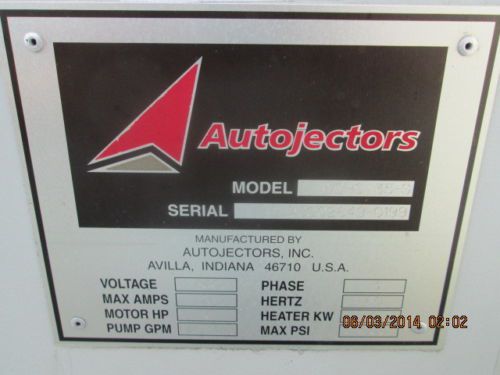 Autojectors
MODEL
SERIAL
MANUFACTURED BY
AUTOJECTORS, INC.
AVILLA, INDIANA 46710 U.S.A.
VOLTAGE PHASE
MAX AMPS HERTZ
MOTOR HP HEATER KW
PUMP GPM MAX PSI
06/03/2014 02:02